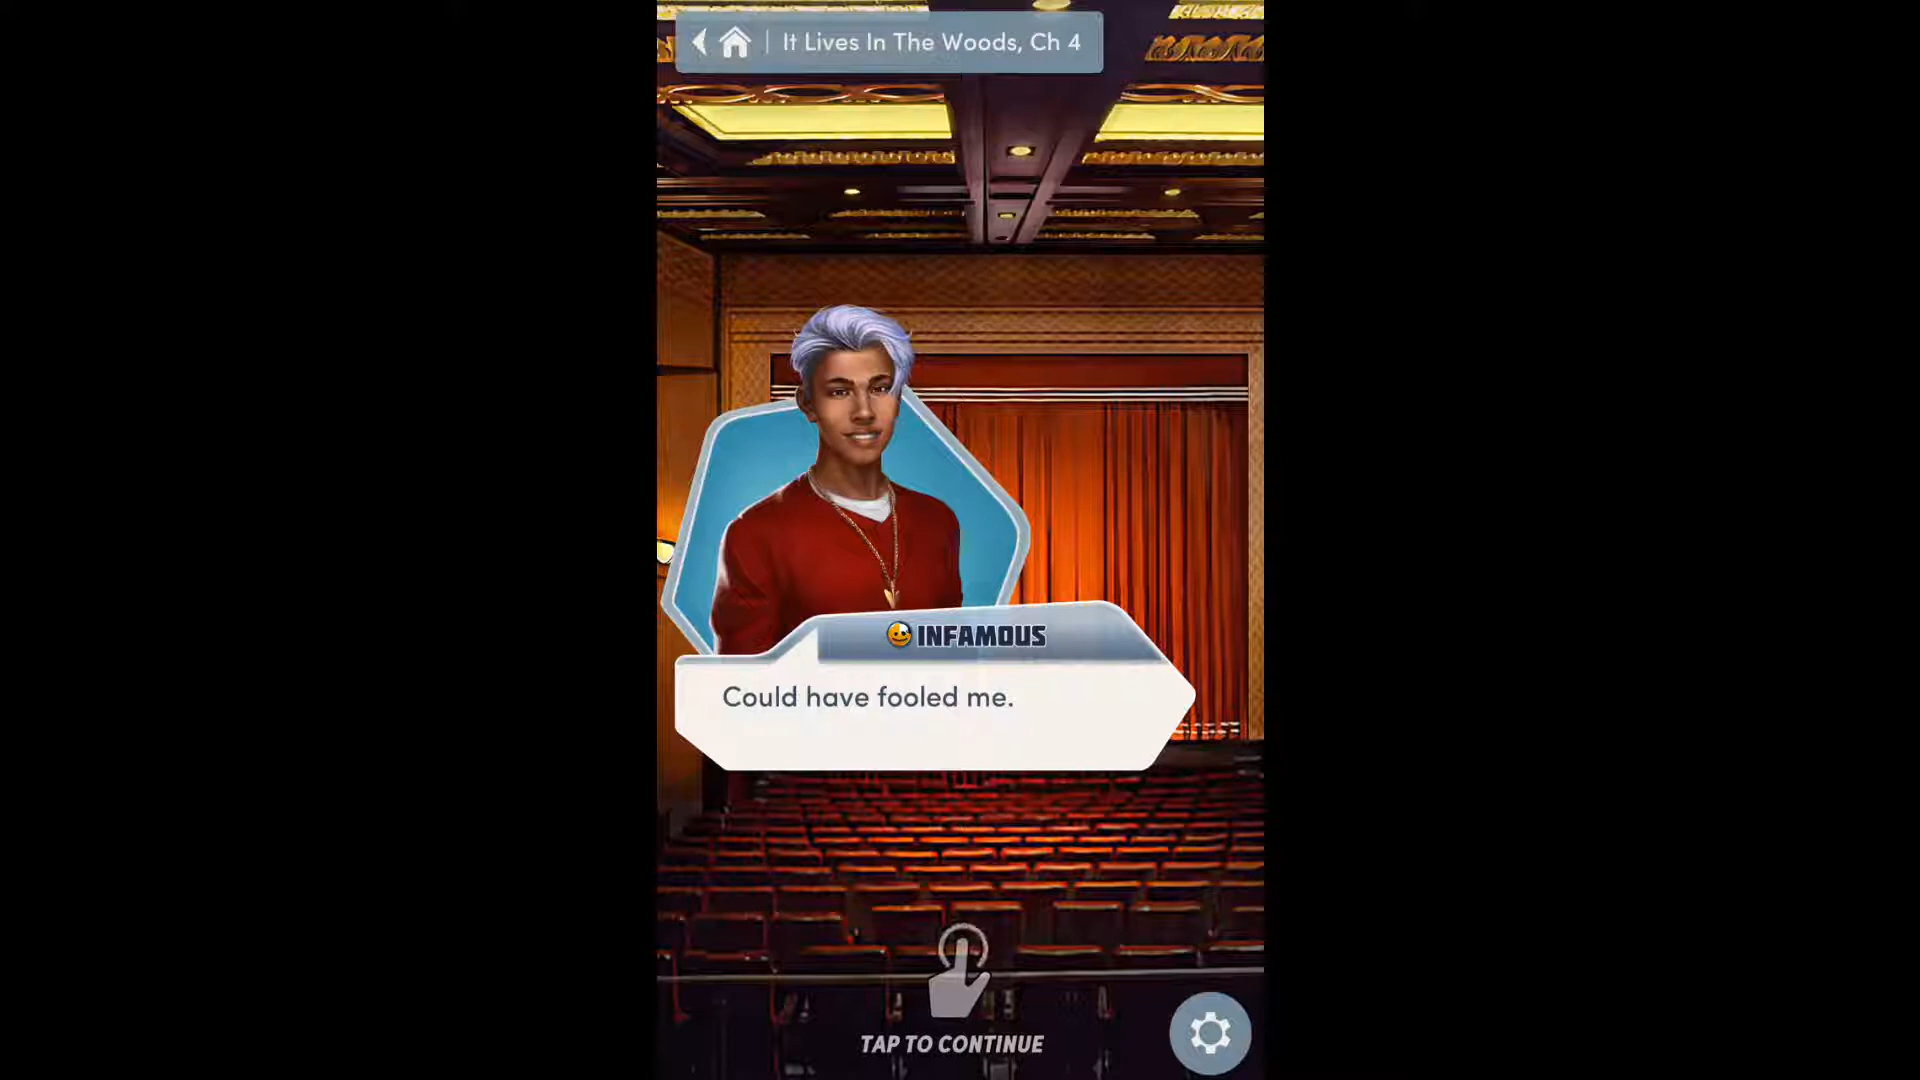 It Lives In The Woods, Ch 4
INFAMOUS
Could have fooled me.
TAP TO CONTINUE